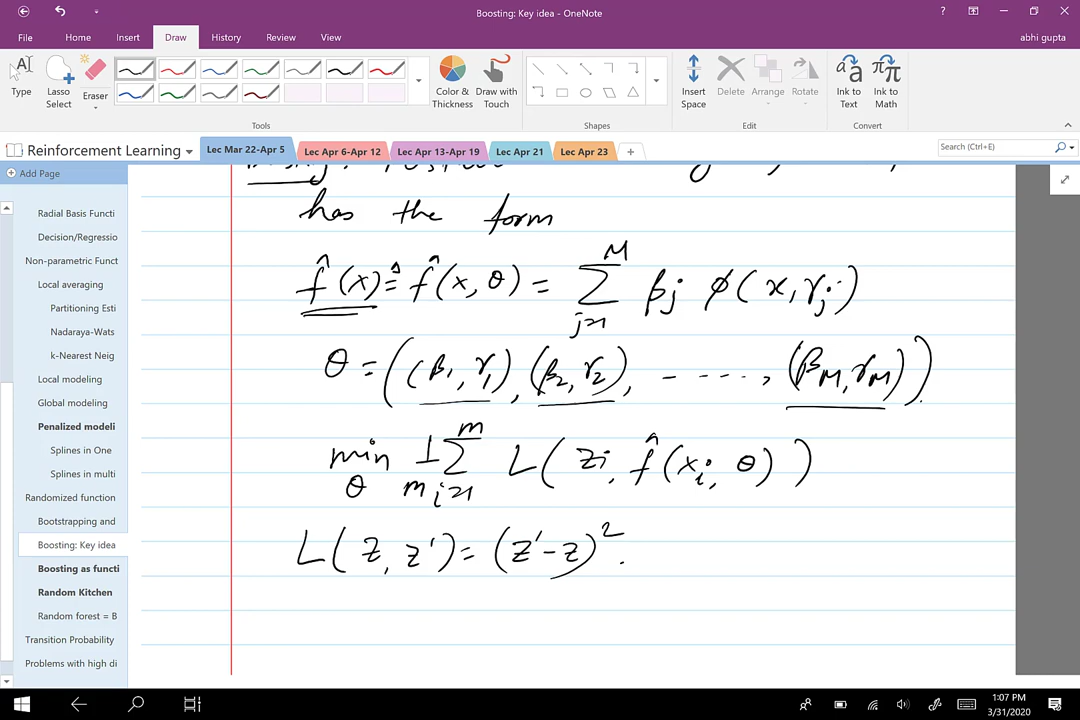 Boosting: Key idea - OneNote
abhi gupta
File Home Insert Draw History Review View
Type Lasso Select Eraser Color & Thickness Draw with Touch Insert Space Delete Arrange Rotate Ink to Text Ink to Math
Tools Shapes Edit Convert
Reinforcement Learning Lec Mar 22-Apr 5 Lec Apr 6-Apr 12 Lec Apr 13-Apr 19 Lec Apr 21 Lec Apr 23 Search (Ctrl+E)
Add Page
Radial Basis Functi
Decision/Regressio
Non-parametric Funct
Local averaging
Partitioning Esti
Nadaraya-Wats
k-Nearest Neig
Local modeling
Global modeling
Penalized modeli
Splines in One
Splines in multi
Randomized function
Bootstrapping and
Boosting: Key idea
Boosting as functi
Random Kitchen
Random forest = B
Transition Probability
Problems with high di
has the form
f̂(x) ≙ f̂(x, θ) = ∑_{j=1}^{M} βj φ(x, γj)
θ = ((β1, γ1), (β2, γ2), - - - - -, (βM, γM)).
min_θ 1/m ∑_{i=1}^{m} L(zi, f̂(xi, θ))
L(z, z') = (z' - z)².
1:07 PM
3/31/2020